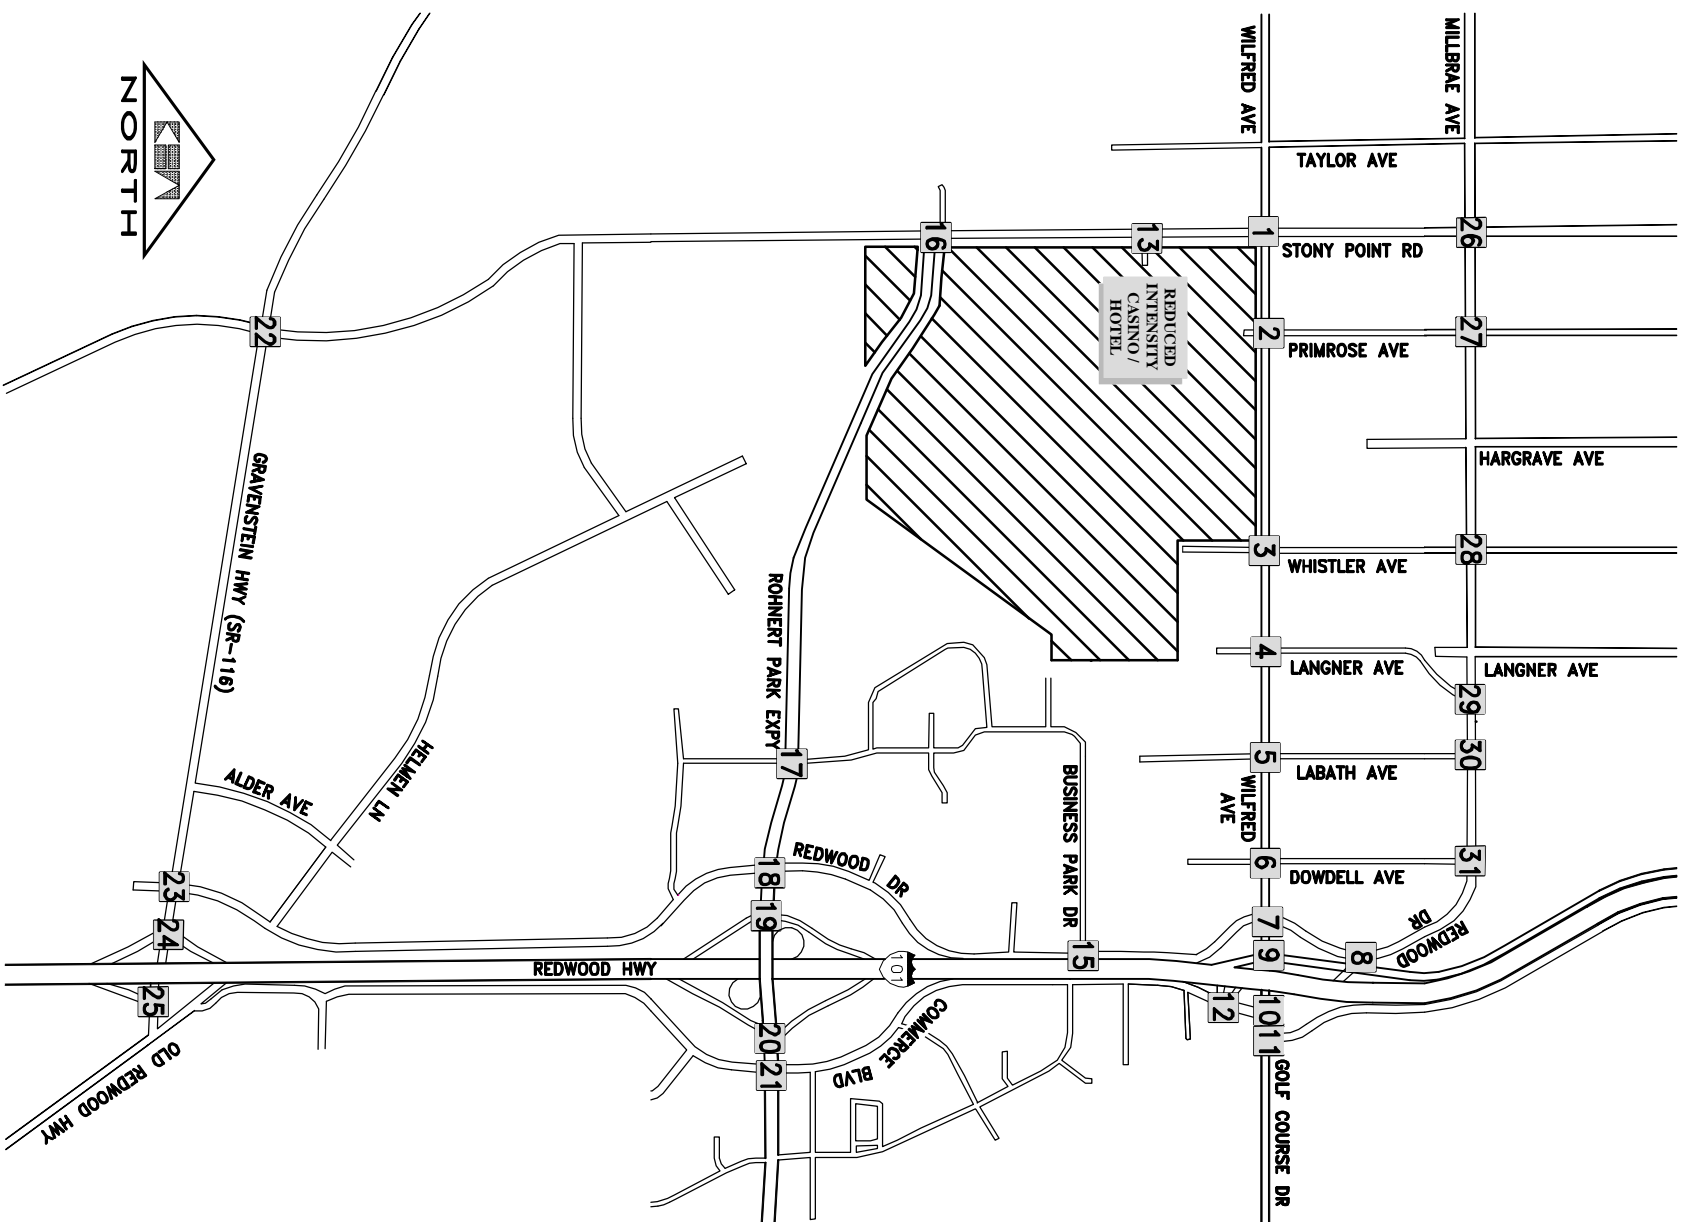 WILFRED AVE
MILLBRAE AVE
NORTH
KEA
TAYLOR AVE
16
13
1
STONY POINT RD
26
REDUCED
INTENSITY
CASINO /
HOTEL
22
2
PRIMROSE AVE
27
HARGRAVE AVE
GRAVENSTEIN HWY (SR-116)
3
WHISTLER AVE
28
ROHNERT PARK EXPY
4
LANGNER AVE
LANGNER AVE
29
17
5
LABATH AVE
30
WILFRED
AVE
ALDER AVE
HELMEN LN
BUSINESS PARK DR
23
18
REDWOOD DR
6
DOWDELL AVE
31
24
19
7
REDWOOD
DR
REDWOOD HWY
101
15
9
8
25
20
12
10
11
21
COMMERCE BLVD
OLD REDWOOD HWY
GOLF COURSE DR